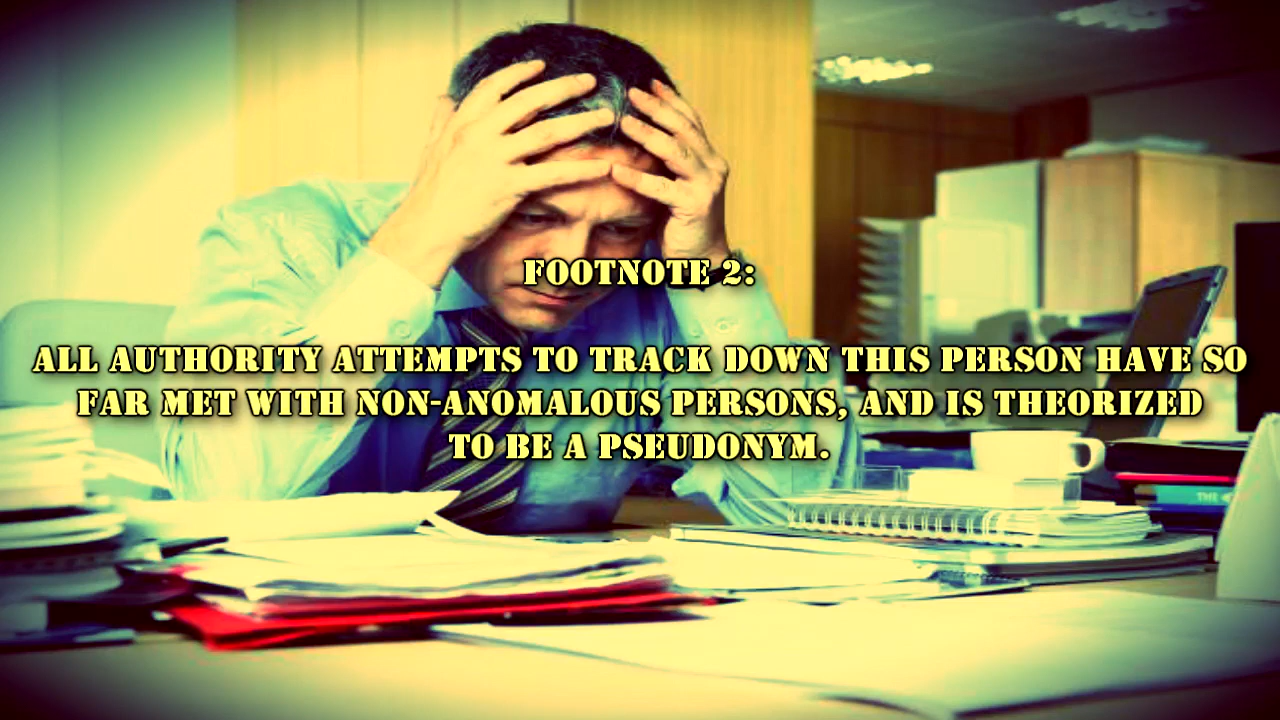 FOOTNOTE 2:
ALL AUTHORITY ATTEMPTS TO TRACK DOWN THIS PERSON HAVE SO
FAR MET WITH NON-ANOMALOUS PERSONS, AND IS THEORIZED
TO BE A PSEUDONYM.
THE